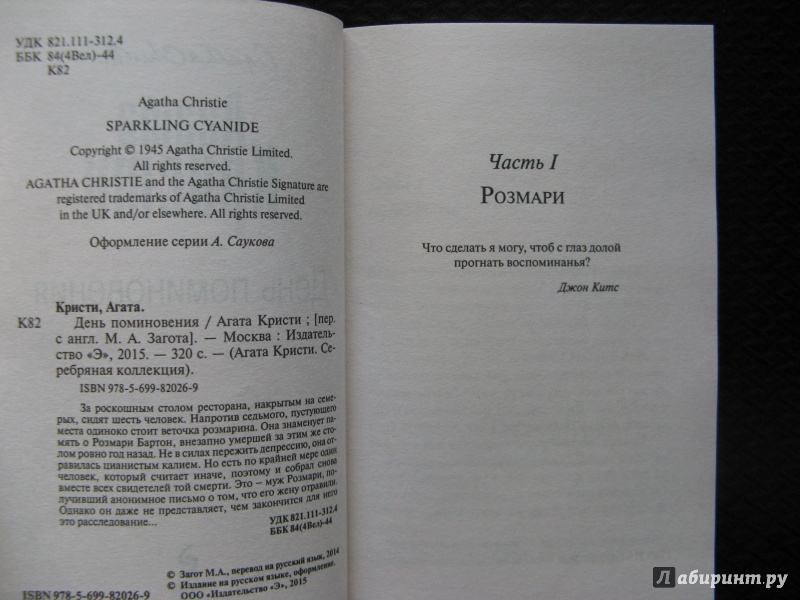 УДК 821.111-312.4
ББК 84(4Вел)-44
К82
Agatha Christie
SPARKLING CYANIDE
Copyright © 1945 Agatha Christie Limited.
All rights reserved.
AGATHA CHRISTIE and the Agatha Christie Signature are
registered trademarks of Agatha Christie Limited
in the UK and/or elsewhere. All rights reserved.
Оформление серии А. Саукова
Кристи, Агата.
К82 День поминовения / Агата Кристи ; [пер.
с англ. М. А. Загота]. — Москва : Издатель-
ство «Э», 2015. — 320 с. — (Агата Кристи. Се-
ребряная коллекция).
ISBN 978-5-699-82026-9
За роскошным столом ресторана, накрытым на семе-
рых, сидят шесть человек. Напротив седьмого, пустующего
места одиноко стоит веточка розмарина. Она знаменует па-
мять о Розмари Бартон, внезапно умершей за этим же сто-
лом ровно год назад. Не в силах пережить депрессию, она от-
равилась цианистым калием. Но есть по крайней мере один
человек, который считает иначе, поэтому и собрал снова
вместе всех свидетелей той смерти. Это – муж Розмари, по-
лучивший анонимное письмо о том, что его жену отравили.
Однако он даже не представляет, чем закончится для него
это расследование...
УДК 821.111-312.4
ББК 84(4Вел)-44
© Загот М.А., перевод на русский язык, 2014
© Издание на русском языке, оформление.
ООО «Издательство «Э», 2015
ISBN 978-5-699-82026-9
Часть I
Розмари
Что сделать я могу, чтоб с глаз долой
прогнать воспоминанья?
Джон Китс
Лабиринт.ру